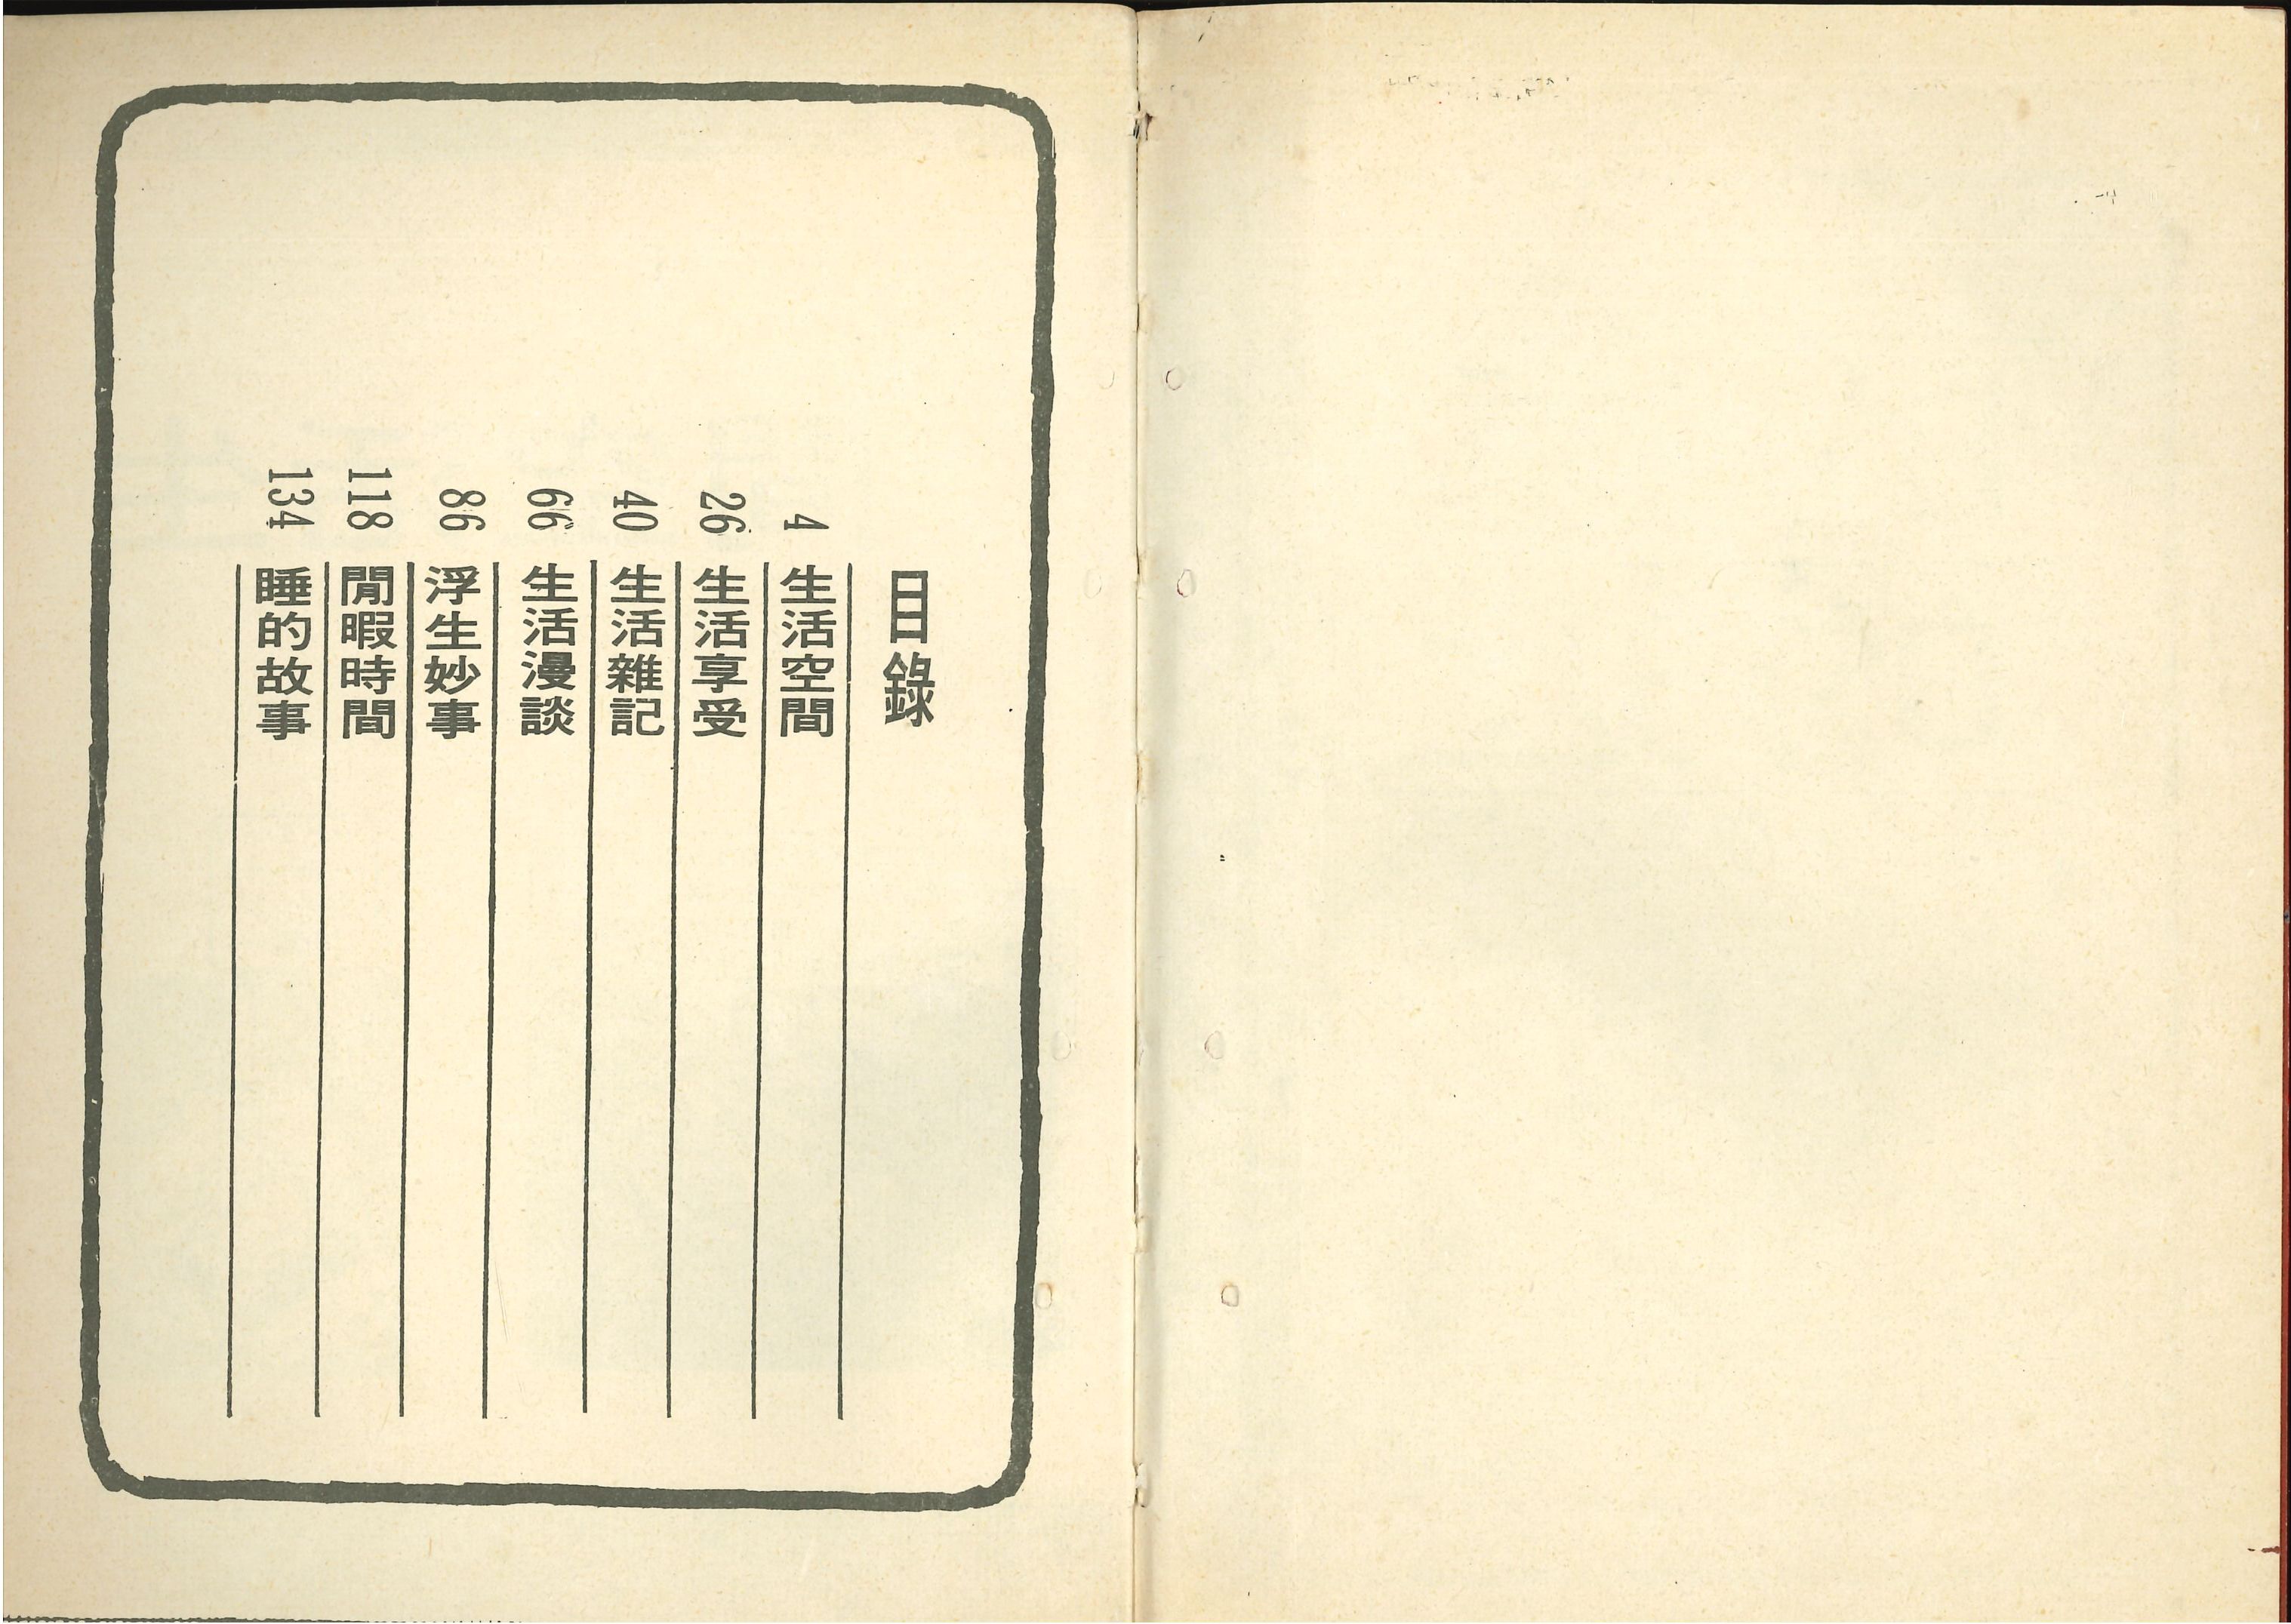 目錄
4 生活空間
26 生活享受
40 生活雜記
66 生活漫談
86 浮生妙事
118 閒暇時間
134 睡的故事